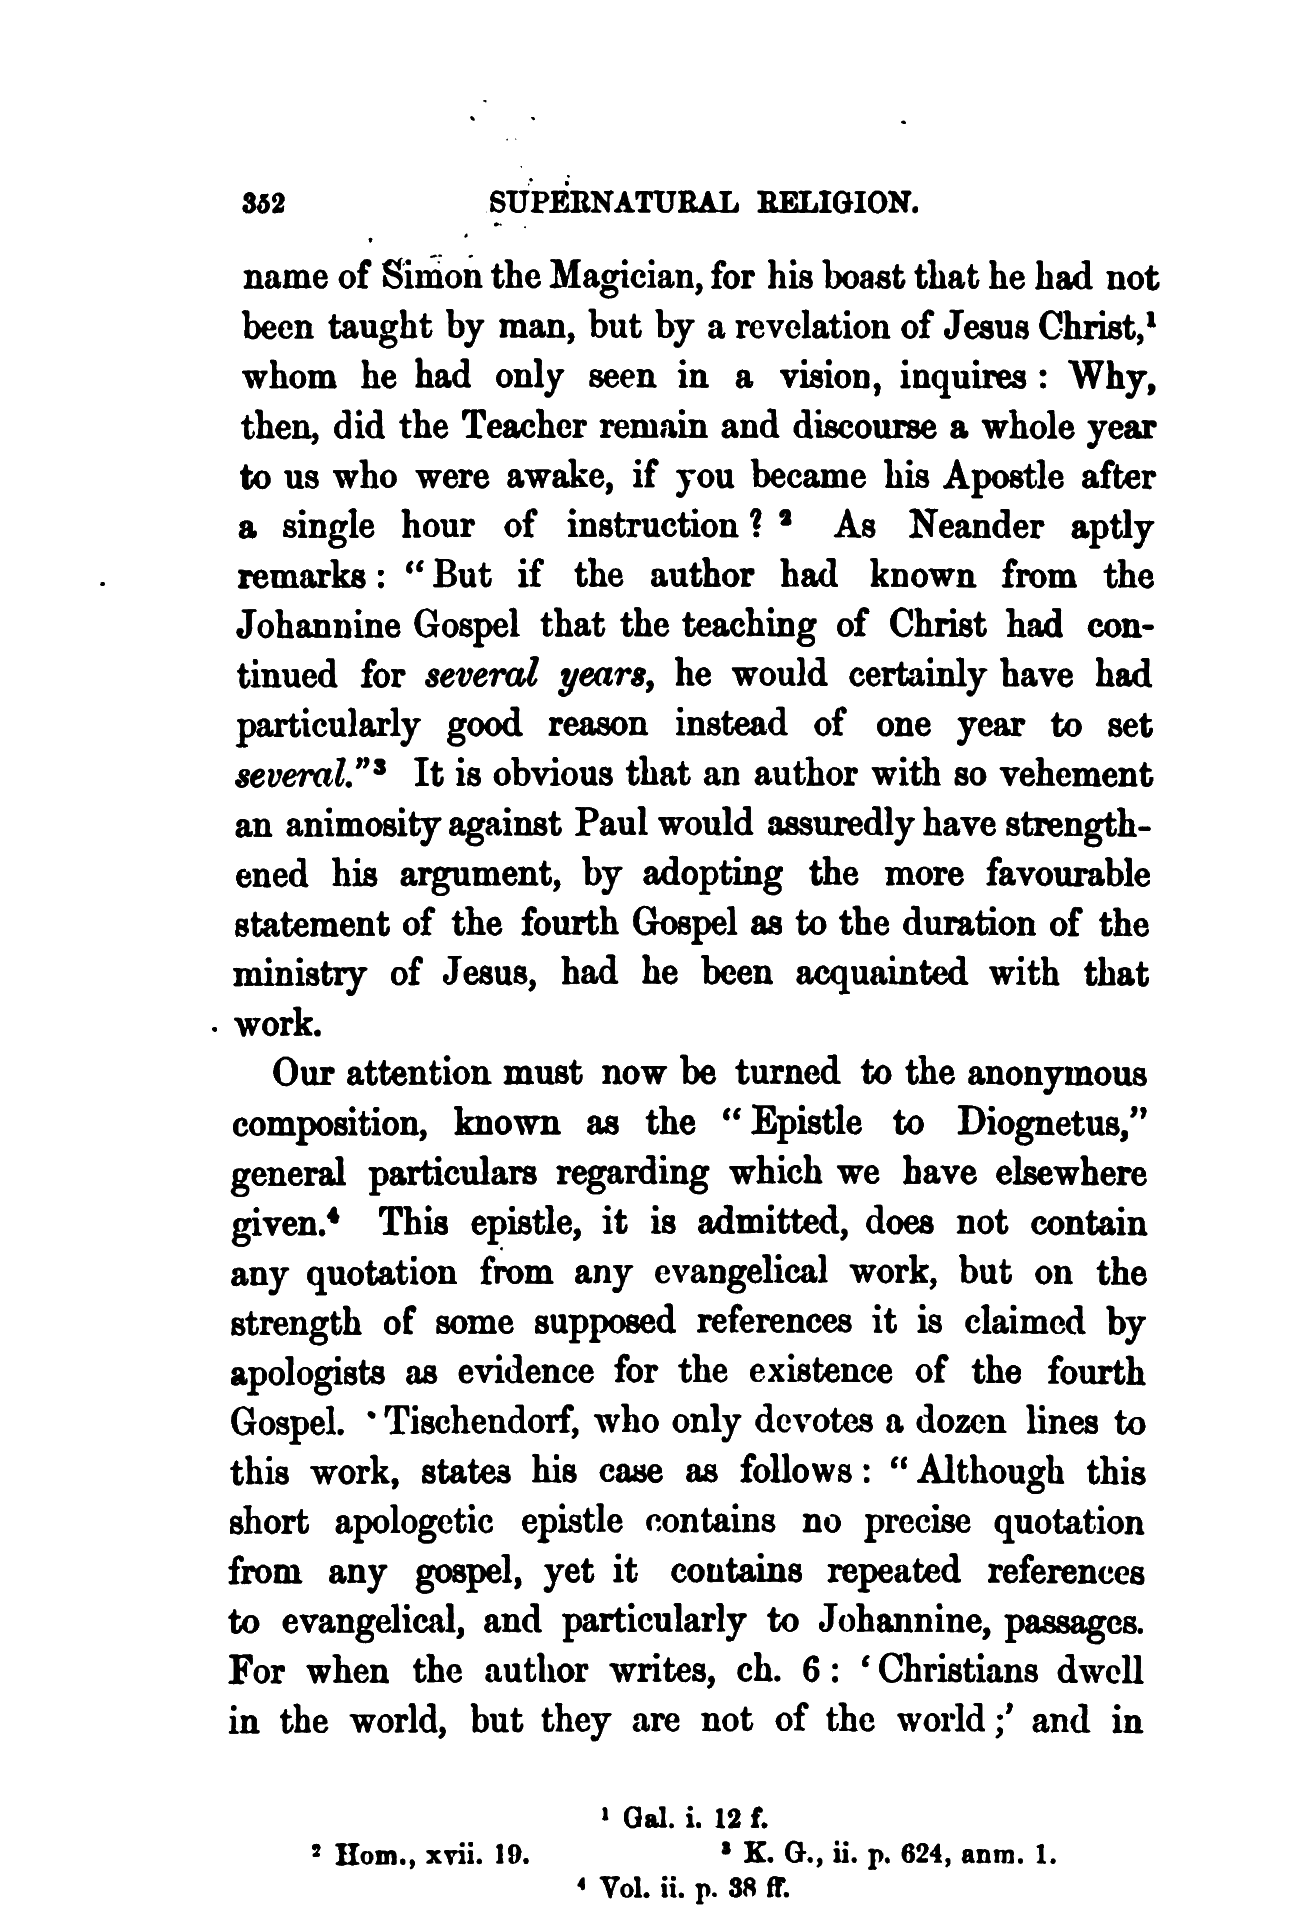 352 SUPERNATURAL RELIGION.
name of Simon the Magician, for his boast that he had not
been taught by man, but by a revelation of Jesus Christ,¹
whom he had only seen in a vision, inquires : Why,
then, did the Teacher remain and discourse a whole year
to us who were awake, if you became his Apostle after
a single hour of instruction ? ² As Neander aptly
remarks : “ But if the author had known from the
Johannine Gospel that the teaching of Christ had con-
tinued for several years, he would certainly have had
particularly good reason instead of one year to set
several.”³ It is obvious that an author with so vehement
an animosity against Paul would assuredly have strength-
ened his argument, by adopting the more favourable
statement of the fourth Gospel as to the duration of the
ministry of Jesus, had he been acquainted with that
work.
Our attention must now be turned to the anonymous
composition, known as the “ Epistle to Diognetus,”
general particulars regarding which we have elsewhere
given.⁴ This epistle, it is admitted, does not contain
any quotation from any evangelical work, but on the
strength of some supposed references it is claimed by
apologists as evidence for the existence of the fourth
Gospel. Tischendorf, who only devotes a dozen lines to
this work, states his case as follows : “ Although this
short apologetic epistle contains no precise quotation
from any gospel, yet it contains repeated references
to evangelical, and particularly to Johannine, passages.
For when the author writes, ch. 6 : ‘ Christians dwell
in the world, but they are not of the world ;’ and in
¹ Gal. i. 12 f.
² Hom., xvii. 19. ³ K. G., ii. p. 624, anm. 1.
⁴ Vol. ii. p. 38 ff.